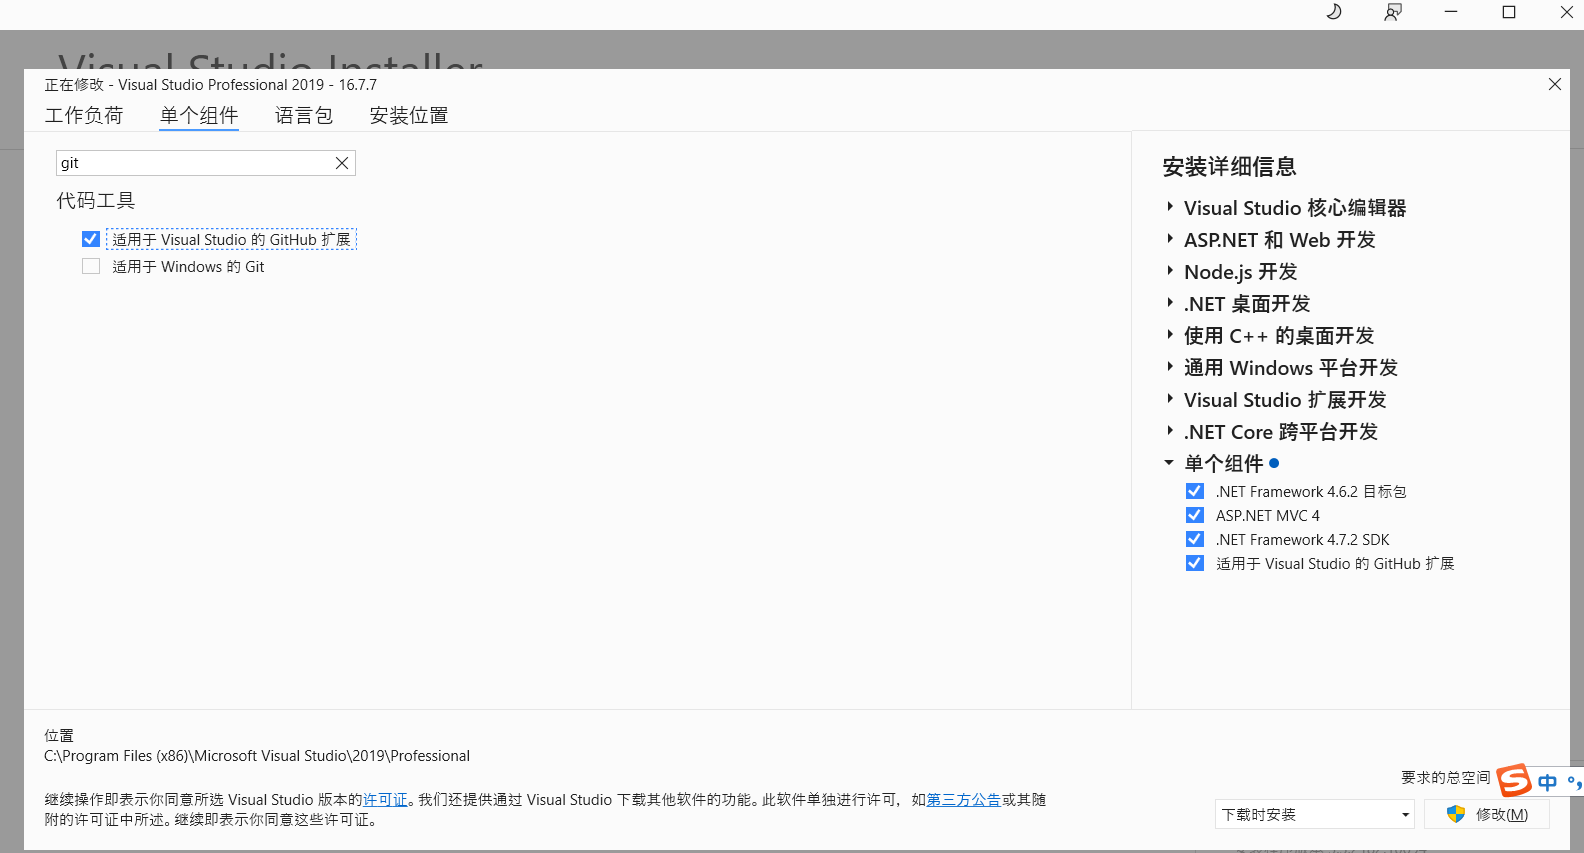 Visual Studio Installer
正在修改 - Visual Studio Professional 2019 - 16.7.7
工作负荷 单个组件 语言包 安装位置
git
代码工具
适用于 Visual Studio 的 GitHub 扩展
适用于 Windows 的 Git
安装详细信息
Visual Studio 核心编辑器
ASP.NET 和 Web 开发
Node.js 开发
.NET 桌面开发
使用 C++ 的桌面开发
通用 Windows 平台开发
Visual Studio 扩展开发
.NET Core 跨平台开发
单个组件
.NET Framework 4.6.2 目标包
ASP.NET MVC 4
.NET Framework 4.7.2 SDK
适用于 Visual Studio 的 GitHub 扩展
位置
C:\Program Files (x86)\Microsoft Visual Studio\2019\Professional
继续操作即表示你同意所选 Visual Studio 版本的许可证。我们还提供通过 Visual Studio 下载其他软件的功能。此软件单独进行许可，如第三方公告或其随
附的许可证中所述。继续即表示你同意这些许可证。
要求的总空间
中
下载时安装
修改(M)